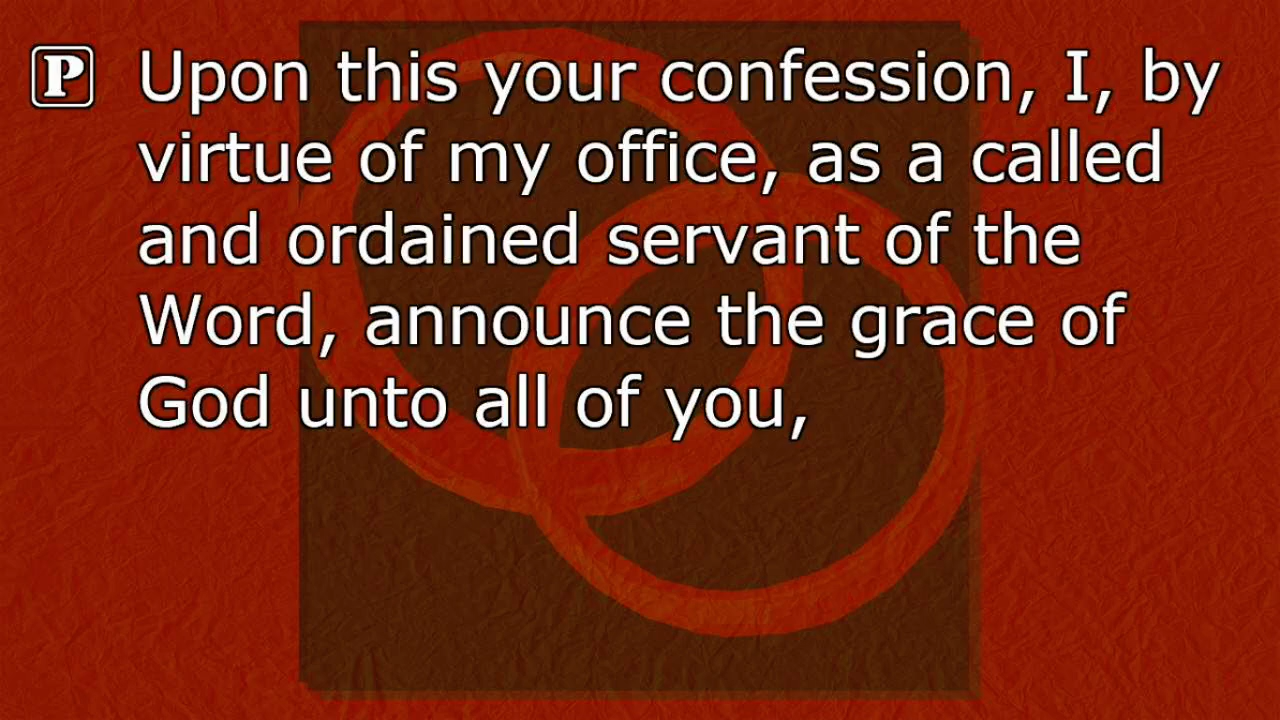 P Upon this your confession, I, by
virtue of my office, as a called
and ordained servant of the
Word, announce the grace of
God unto all of you,